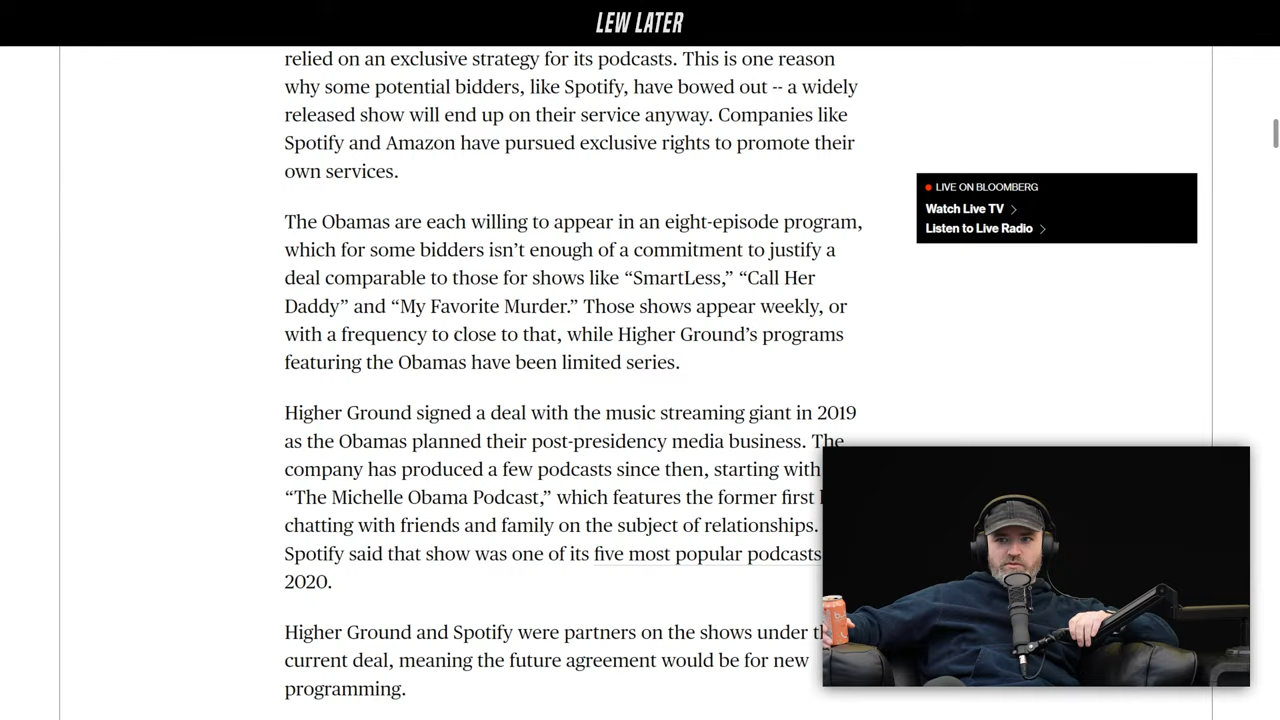 LEW LATER
relied on an exclusive strategy for its podcasts. This is one reason
why some potential bidders, like Spotify, have bowed out -- a widely
released show will end up on their service anyway. Companies like
Spotify and Amazon have pursued exclusive rights to promote their
own services.
The Obamas are each willing to appear in an eight-episode program,
which for some bidders isn’t enough of a commitment to justify a
deal comparable to those for shows like “SmartLess,” “Call Her
Daddy” and “My Favorite Murder.” Those shows appear weekly, or
with a frequency to close to that, while Higher Ground’s programs
featuring the Obamas have been limited series.
Higher Ground signed a deal with the music streaming giant in 2019
as the Obamas planned their post-presidency media business. The
company has produced a few podcasts since then, starting with
“The Michelle Obama Podcast,” which features the former first
chatting with friends and family on the subject of relationships.
Spotify said that show was one of its five most popular podcasts
2020.
Higher Ground and Spotify were partners on the shows under
current deal, meaning the future agreement would be for new
programming.
LIVE ON BLOOMBERG
Watch Live TV
Listen to Live Radio